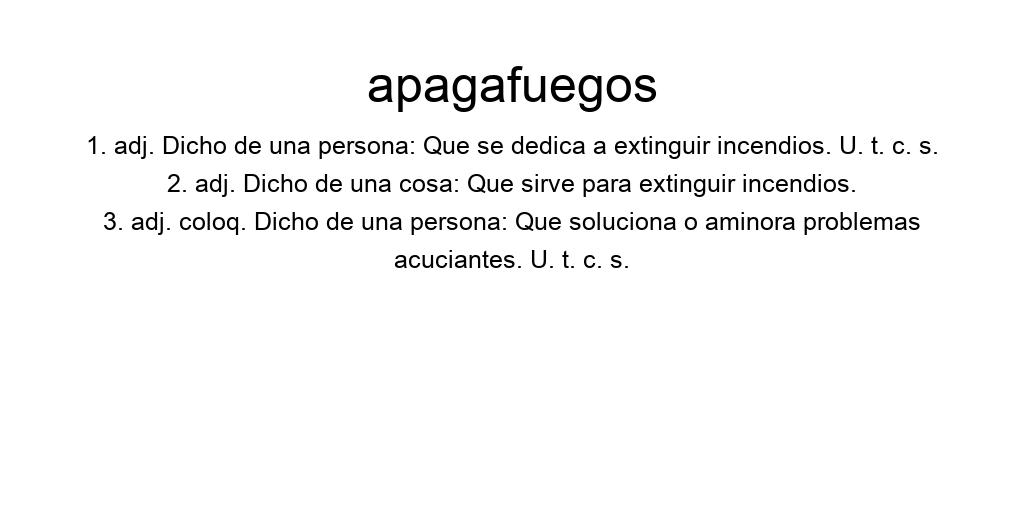 apagafuegos
1. adj. Dicho de una persona: Que se dedica a extinguir incendios. U. t. c. s.
2. adj. Dicho de una cosa: Que sirve para extinguir incendios.
3. adj. coloq. Dicho de una persona: Que soluciona o aminora problemas
acuciantes. U. t. c. s.